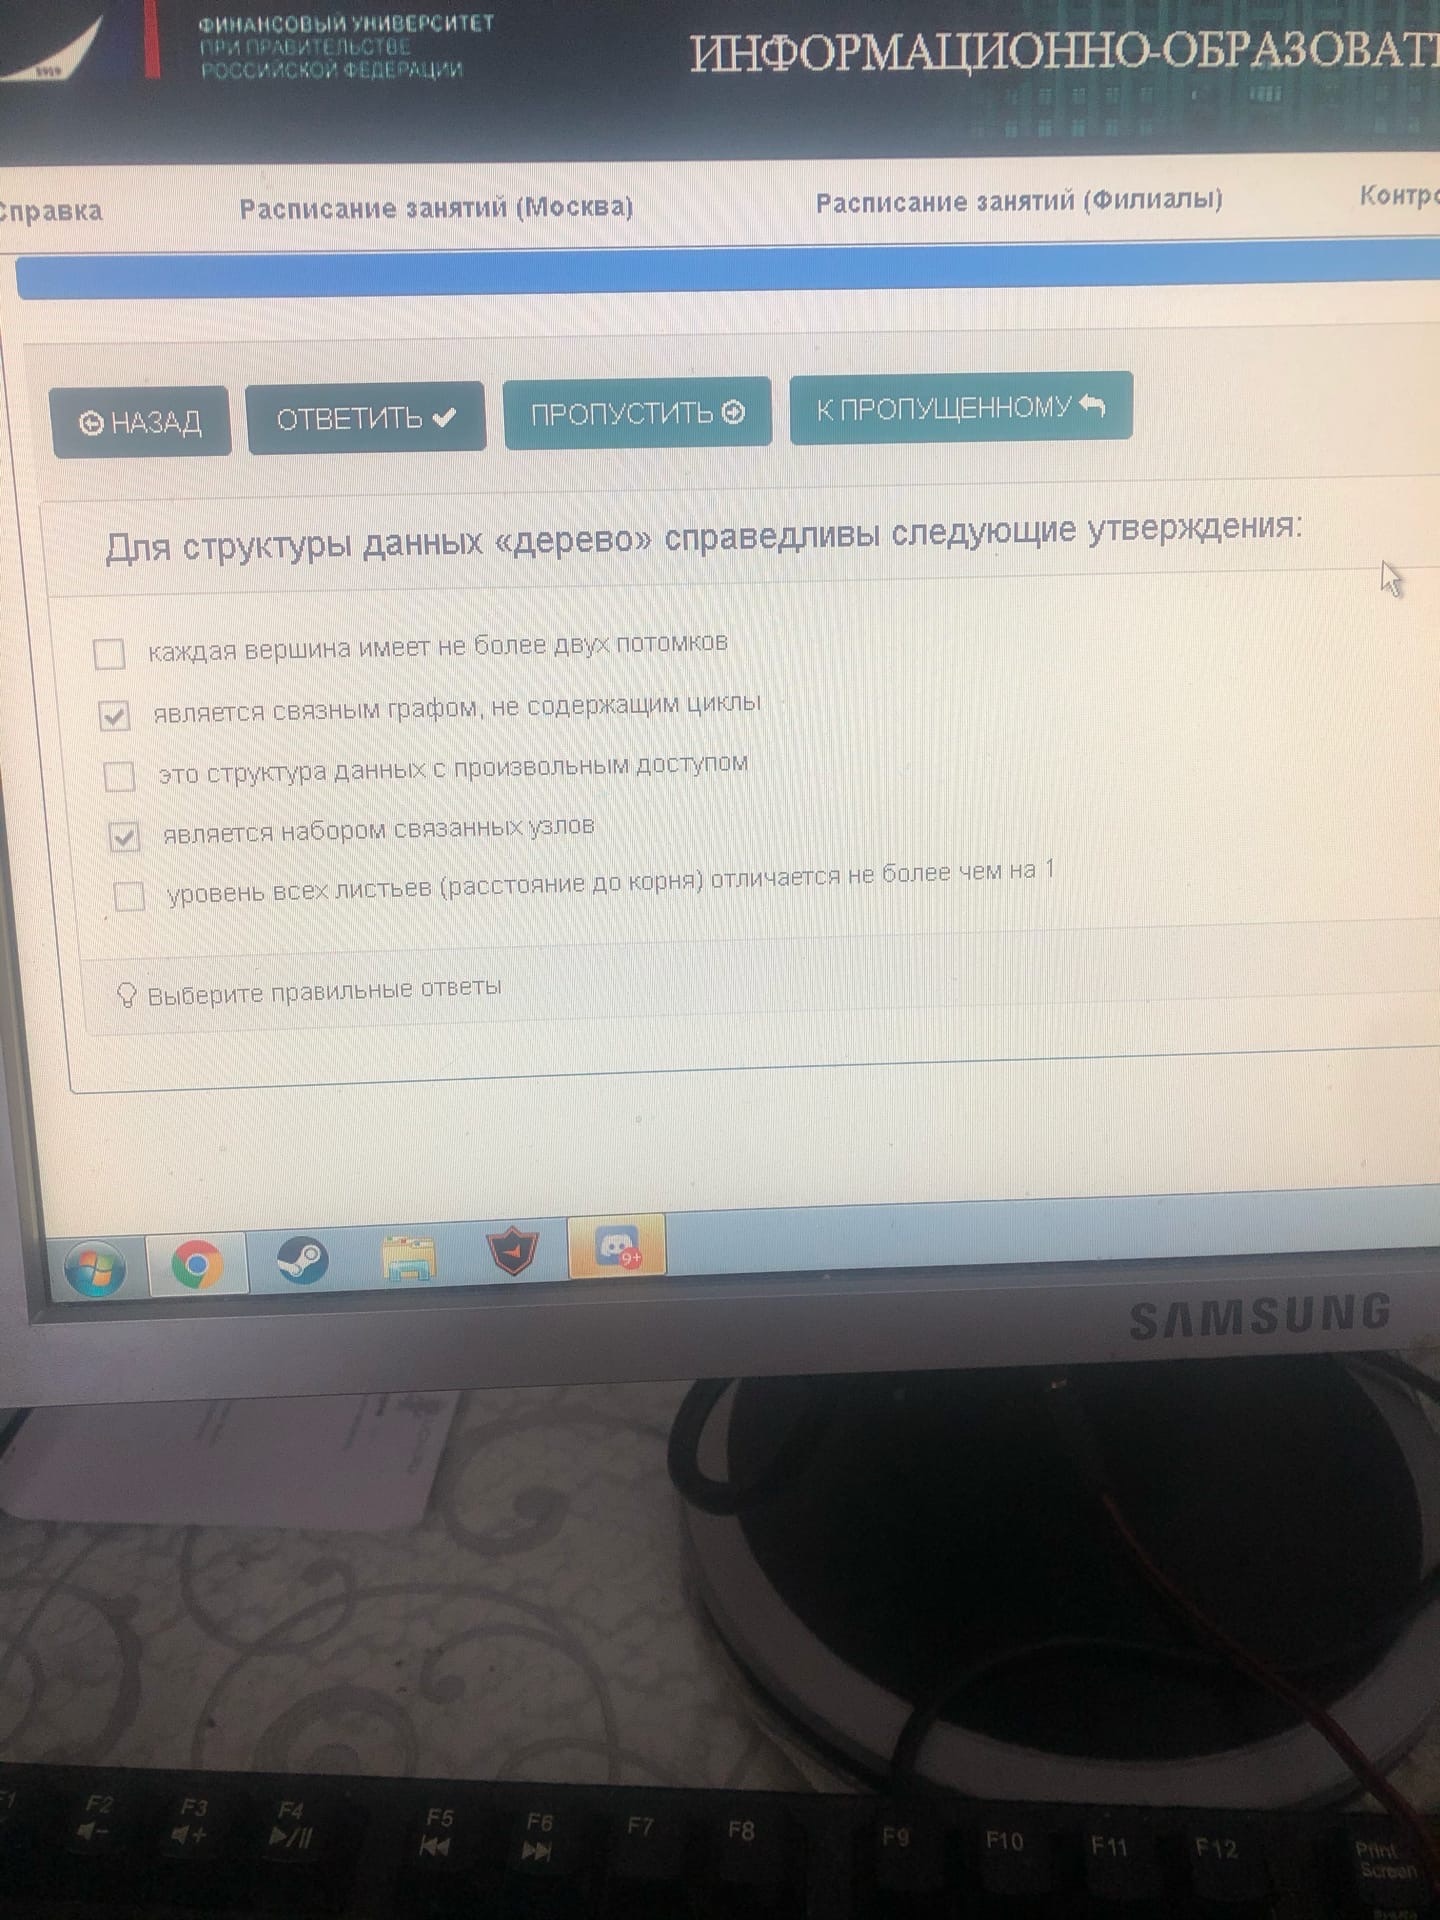 1919
ФИНАНСОВЫЙ УНИВЕРСИТЕТ
ПРИ ПРАВИТЕЛЬСТВЕ
РОССИЙСКОЙ ФЕДЕРАЦИИ
ИНФОРМАЦИОННО-ОБРАЗОВАТ
Справка
Расписание занятий (Москва)
Расписание занятий (Филиалы)
Контро
НАЗАД
ОТВЕТИТЬ
ПРОПУСТИТЬ
К ПРОПУЩЕННОМУ
Для структуры данных «дерево» справедливы следующие утверждения:
каждая вершина имеет не более двух потомков
является связным графом, не содержащим циклы
это структура данных с произвольным доступом
является набором связанных узлов
уровень всех листьев (расстояние до корня) отличается не более чем на 1
Выберите правильные ответы
9+
SAMSUNG
F1
F2
F3
F4
F5
F6
F7
F8
F9
F10
F11
F12
Print
Screen